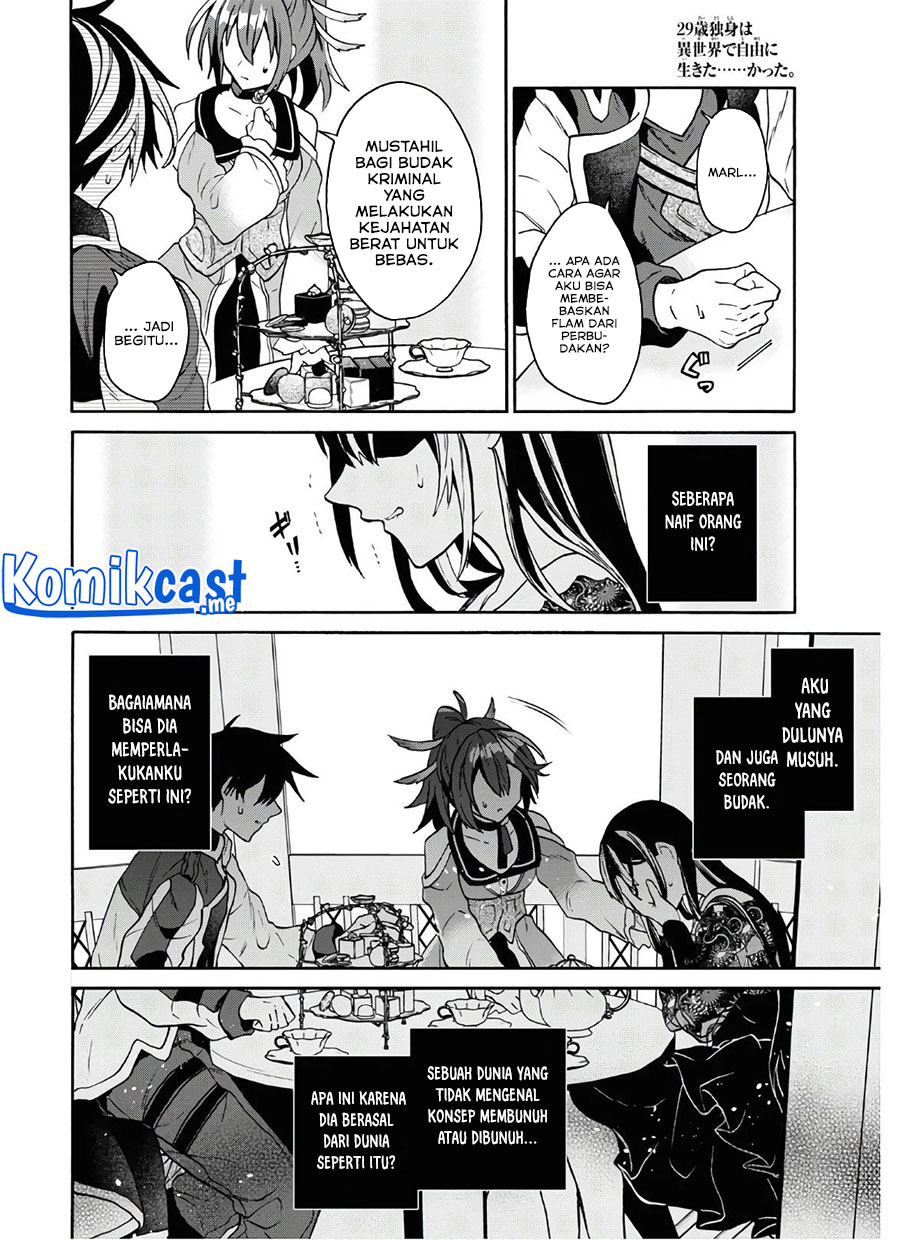 29歳独身は
異世界で自由に
生きた……かった。
MARL...
... APA ADA
CARA AGAR
AKU BISA
MEMBE-
BASKAN
FLAM DARI
PERBU-
DAKAN?
ぐっ
MUSTAHIL
BAGI BUDAK
KRIMINAL
YANG
MELAKUKAN
KEJAHATAN
BERAT UNTUK
BEBAS.
... JADI
BEGITU...
SEBERAPA
NAIF ORANG
INI?
ギ!!
Komikcast
.me
AKU
YANG
DULUNYA
MUSUH.
DAN JUGA
SEORANG
BUDAK.
BAGAIAMANA
BISA DIA
MEMPERLA-
KUKANKU
SEPERTI INI?
SEBUAH DUNIA YANG
TIDAK MENGENAL
KONSEP MEMBUNUH
ATAU DIBUNUH...
APA INI KARENA
DIA BERASAL
DARI DUNIA
SEPERTI ITU?